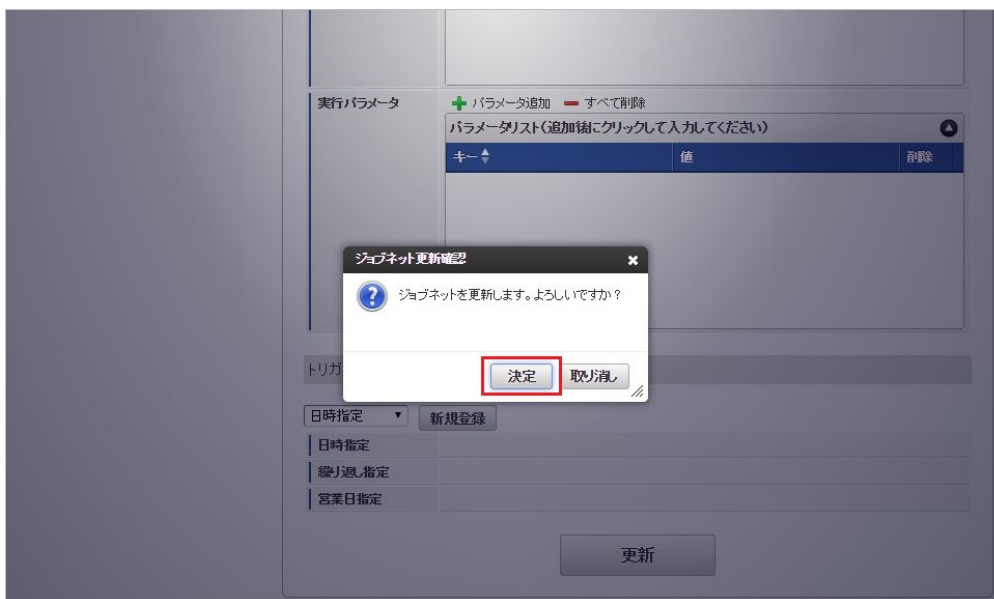 実行パラメータ
パラメータ追加 すべて削除
パラメータリスト(追加後にクリックして入力してください)
キー 値 削除
ジョブネット更新確認
ジョブネットを更新します。よろしいですか?
決定 取り消し
トリガ
日時指定 新規登録
日時指定
繰り返し指定
営業日指定
更新